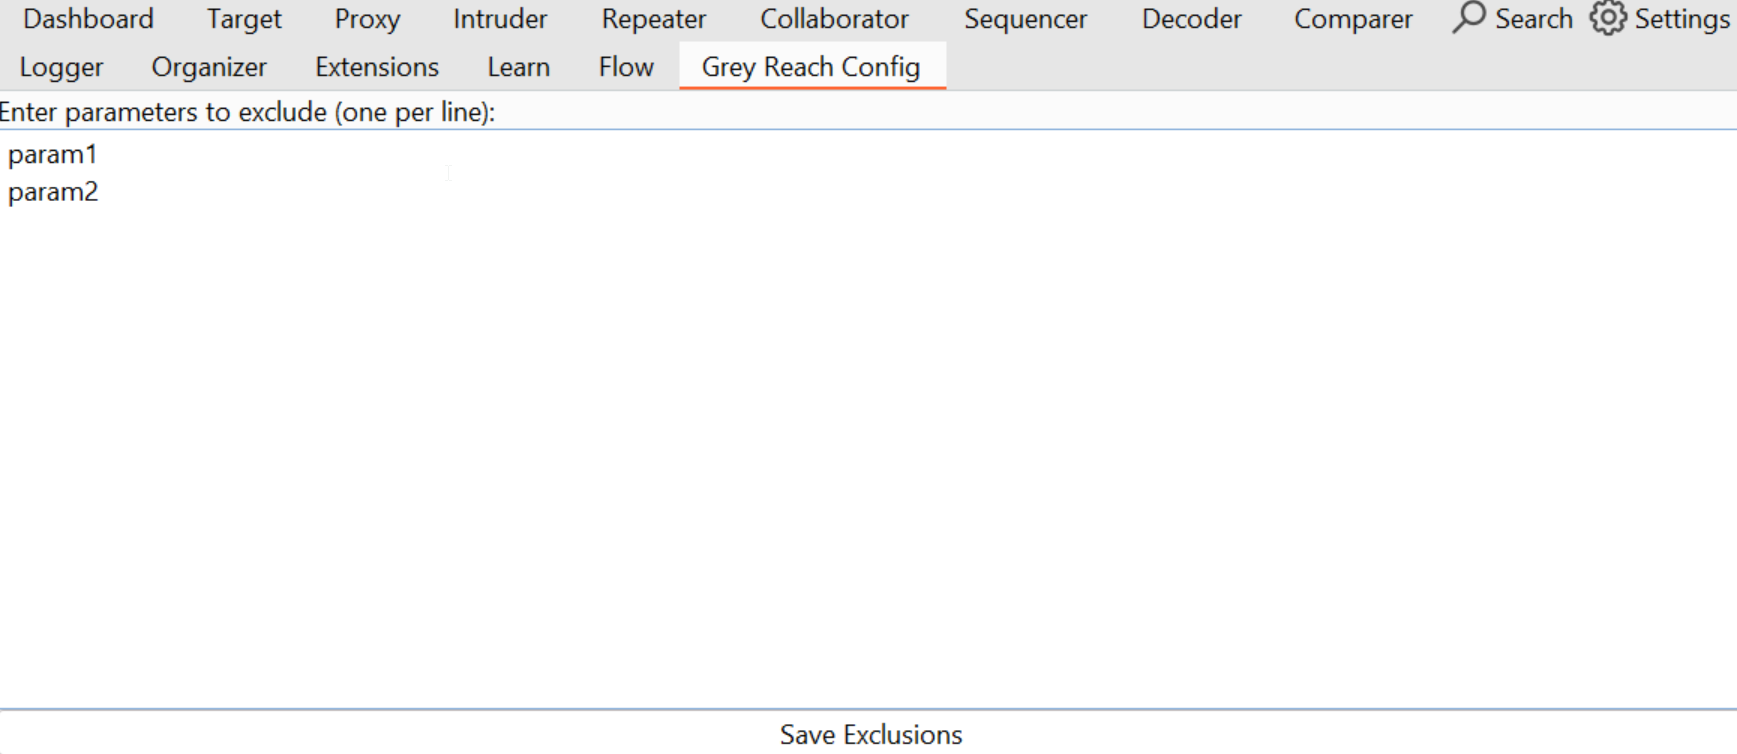 Dashboard Target Proxy Intruder Repeater Collaborator Sequencer Decoder Comparer Search Settings
Logger Organizer Extensions Learn Flow Grey Reach Config
Enter parameters to exclude (one per line):
param1
param2
Save Exclusions